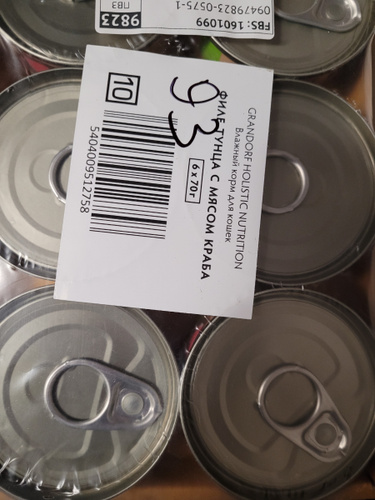 FBS: 1601099
09479823-0575-1
9823
ПВЗ
GRANDORF HOLISTIC NUTRITION
Влажный корм для кошек
ФИЛЕ ТУНЦА С МЯСОМ КРАБА
6 x 70 г
93
10
5404009512758